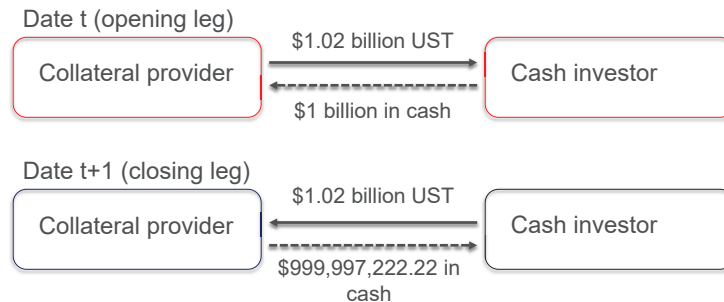 Date t (opening leg)
$1.02 billion UST
Collateral provider
Cash investor
$1 billion in cash
Date t+1 (closing leg)
$1.02 billion UST
Collateral provider
Cash investor
$999,997,222.22 in
cash